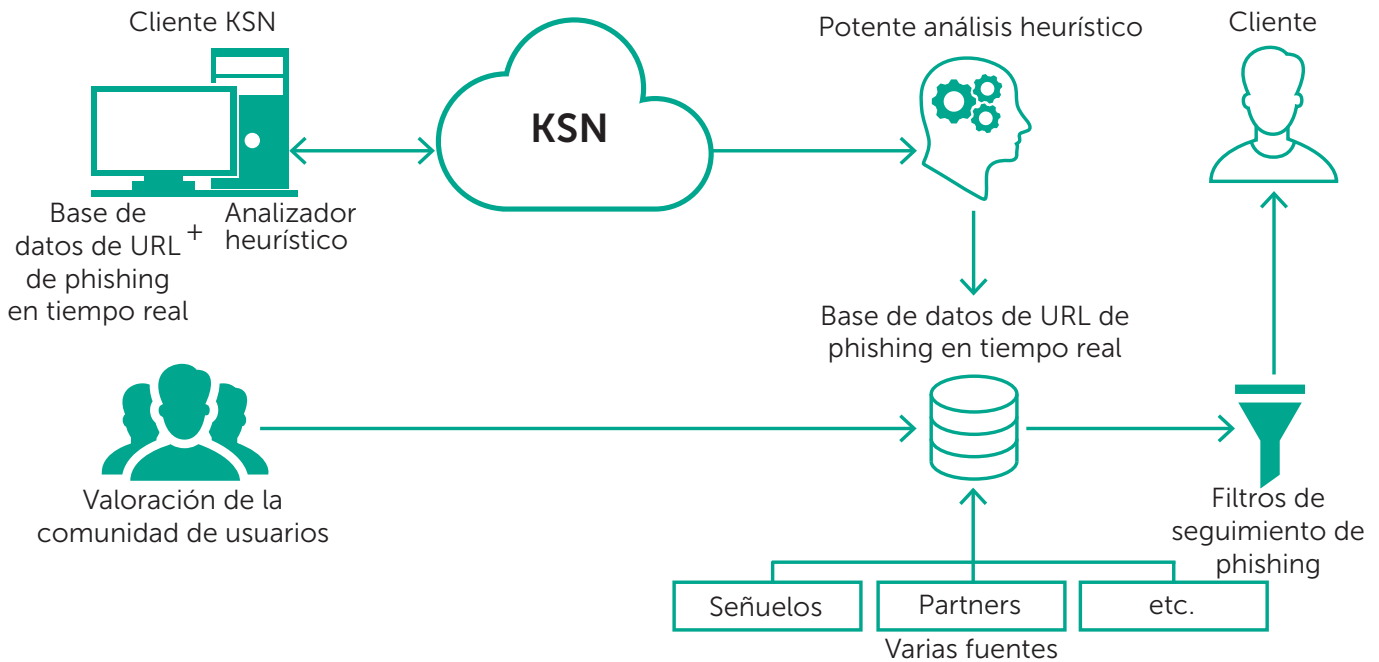 Cliente KSN
KSN
Potente análisis heurístico
Cliente
Base de
datos de URL
de phishing
en tiempo real
+
Analizador
heurístico
Base de datos de URL de
phishing en tiempo real
Valoración de la
comunidad de usuarios
Filtros de
seguimiento de
phishing
Señuelos
Partners
etc.
Varias fuentes